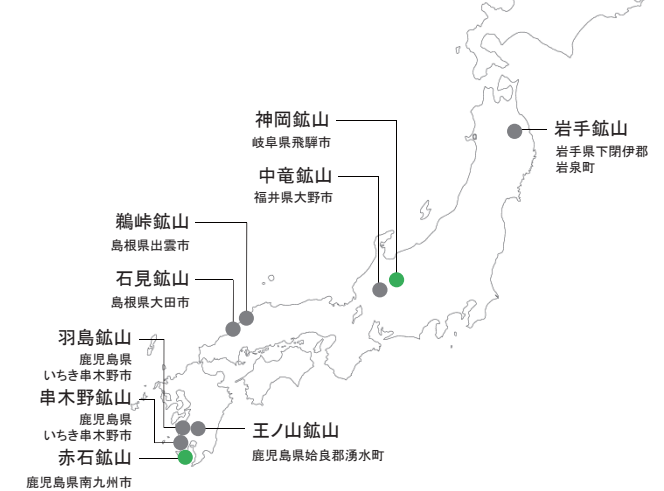 神岡鉱山
岐阜県飛騨市
岩手鉱山
岩手県下閉伊郡
岩泉町
中竜鉱山
福井県大野市
鵜峠鉱山
島根県出雲市
石見鉱山
島根県大田市
羽島鉱山
鹿児島県
いちき串木野市
串木野鉱山
鹿児島県
いちき串木野市
王ノ山鉱山
鹿児島県姶良郡湧水町
赤石鉱山
鹿児島県南九州市